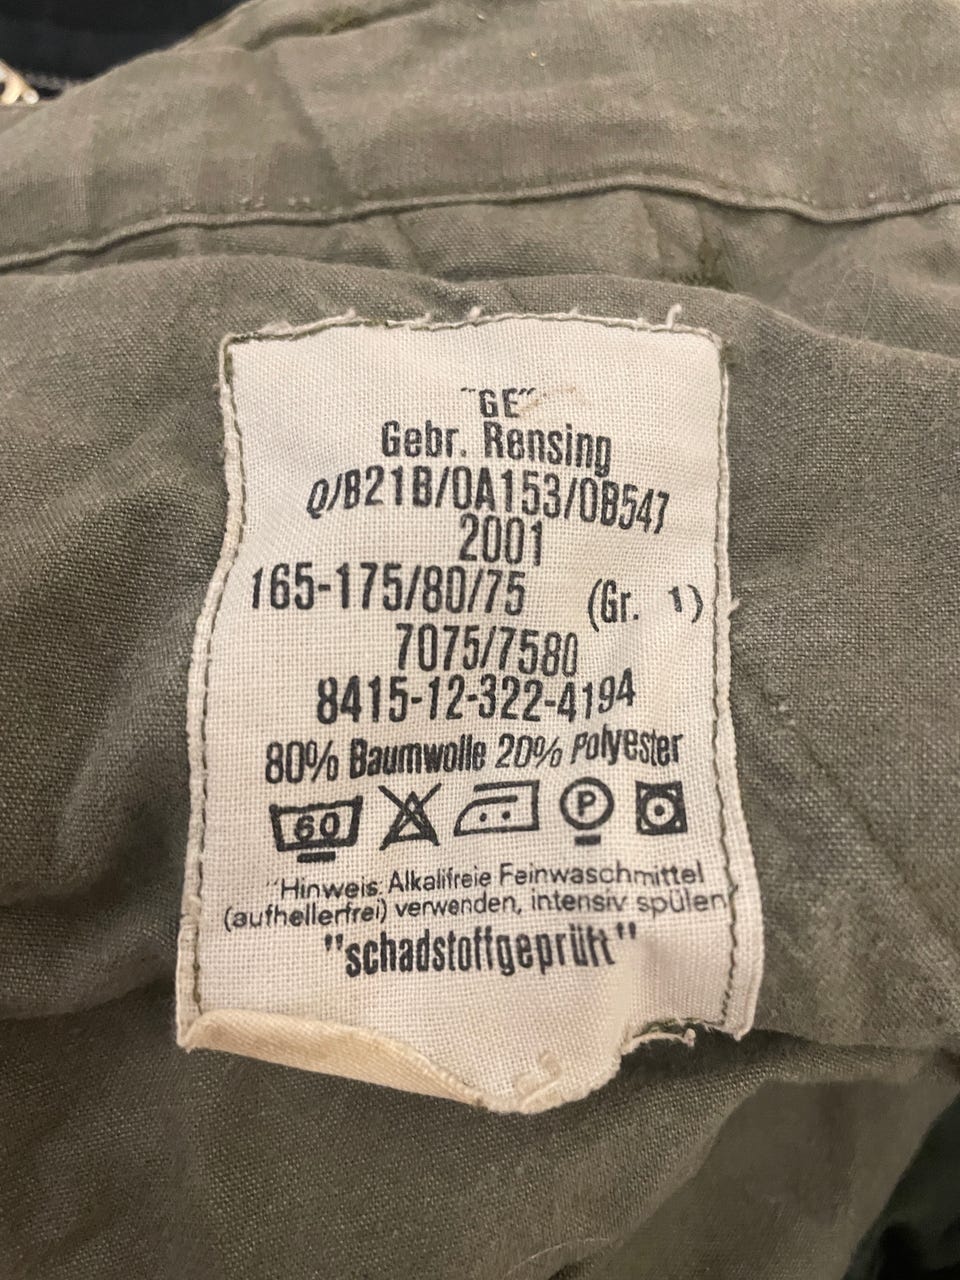 "GE"
Gebr. Rensing
Q/B21B/0A153/0B547
2001
165-175/80/75 (Gr. 1)
7075/7580
8415-12-322-4194
80% Baumwolle 20% Polyester
60 P
"Hinweis: Alkalifreie Feinwaschmittel
(aufhellerfrei) verwenden, intensiv spülen"
"schadstoffgeprüft"